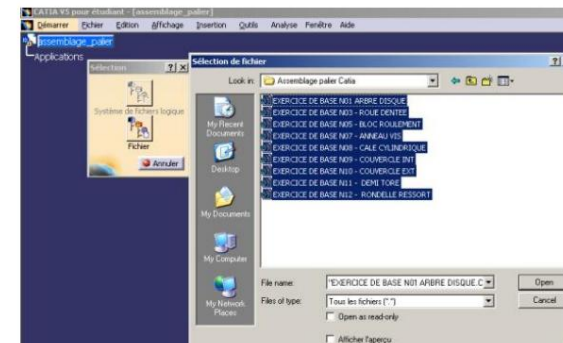 CATIA V5 pour étudiant - [assemblage_palier]
Démarrer Fichier Edition Affichage Insertion Outils Analyse Fenêtre Aide
assemblage_palier
Applications
Sélection
Système de fichiers logique
Fichier
Annuler
Sélection de fichier
Look in: Assemblage palier Catia
My Recent Documents
Desktop
My Documents
My Computer
My Network Places
EXERCICE DE BASE N01 ARBRE DISQUE
EXERCICE DE BASE N03 - ROUE DENTEE
EXERCICE DE BASE N05 - BLOC ROULEMENT
EXERCICE DE BASE N07 - ANNEAU VIS
EXERCICE DE BASE N08 - CALE CYLINDRIQUE
EXERCICE DE BASE N09 - COUVERCLE INT
EXERCICE DE BASE N10 - COUVERCLE EXT
EXERCICE DE BASE N11 - DEMI TORE
EXERCICE DE BASE N12 - RONDELLE RESSORT
File name: "EXERCICE DE BASE N01 ARBRE DISQUE.C Open
Files of type: Tous les fichiers (*.*) Cancel
Open as read-only
Afficher l'aperçu